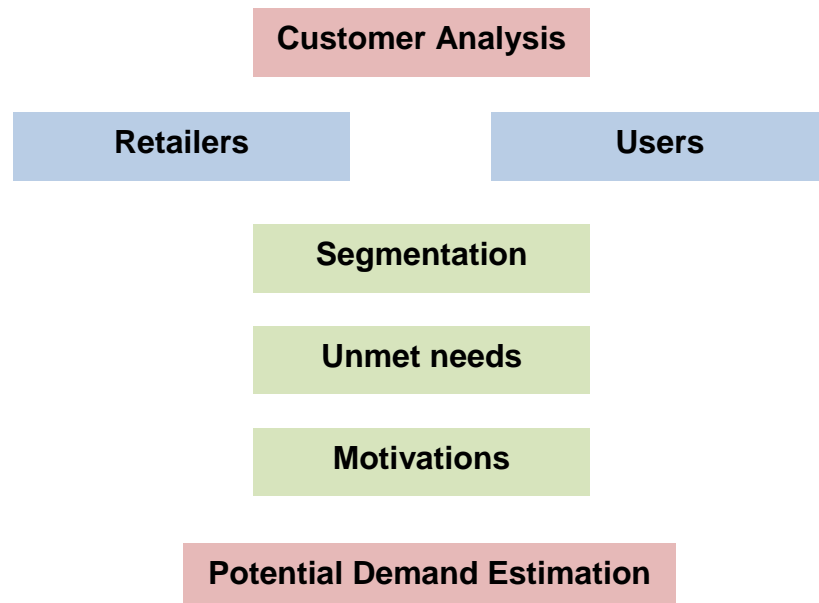 Customer Analysis
Retailers
Users
Segmentation
Unmet needs
Motivations
Potential Demand Estimation